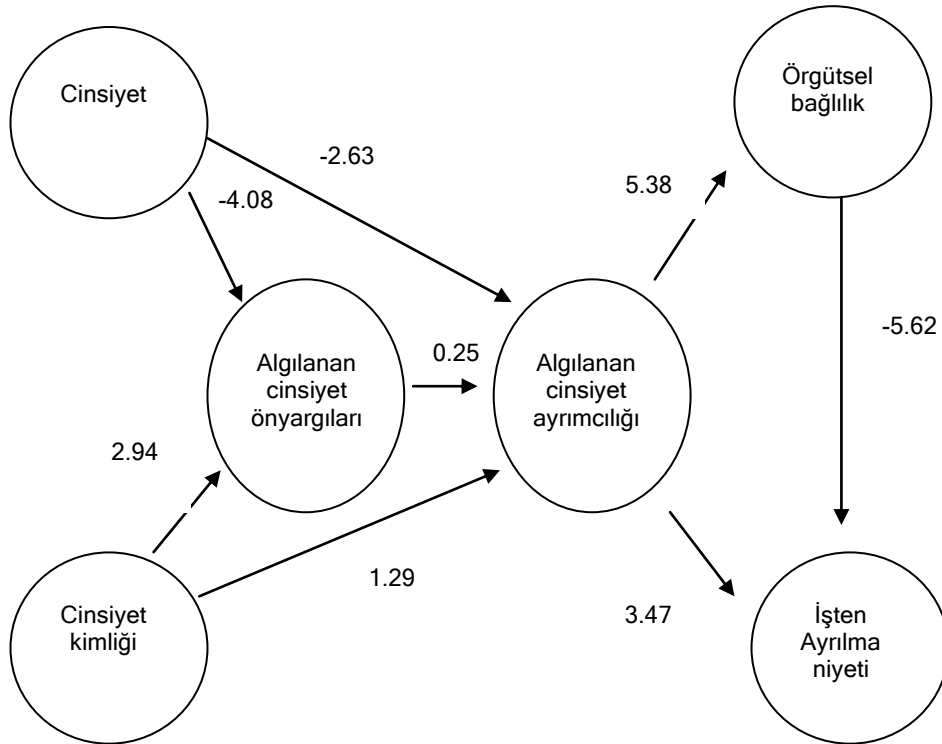 Cinsiyet
Örgütsel
bağlılık
-2.63
5.38
-4.08
-5.62
0.25
Algılanan
cinsiyet
önyargıları
Algılanan
cinsiyet
ayrımcılığı
2.94
1.29
3.47
Cinsiyet
kimliği
İşten
Ayrılma
niyeti